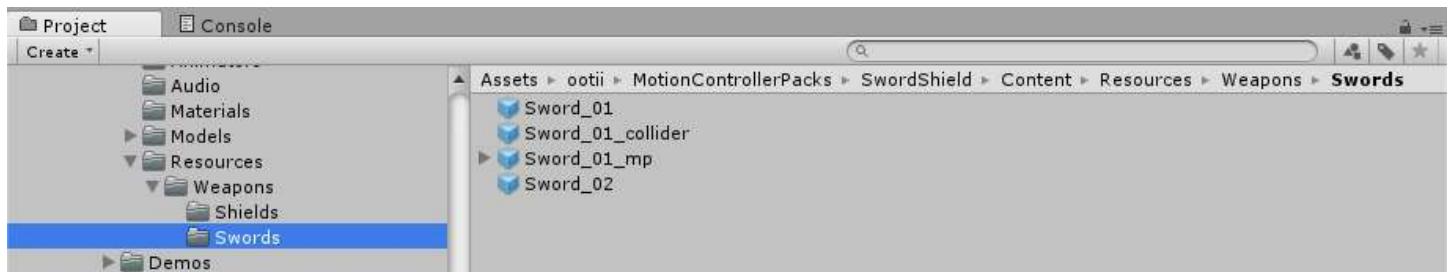 Project Console
Create
Animators
Audio
Materials
Models
Resources
Weapons
Shields
Swords
Demos
Assets ▸ ootii ▸ MotionControllerPacks ▸ SwordShield ▸ Content ▸ Resources ▸ Weapons ▸ Swords
Sword_01
Sword_01_collider
Sword_01_mp
Sword_02